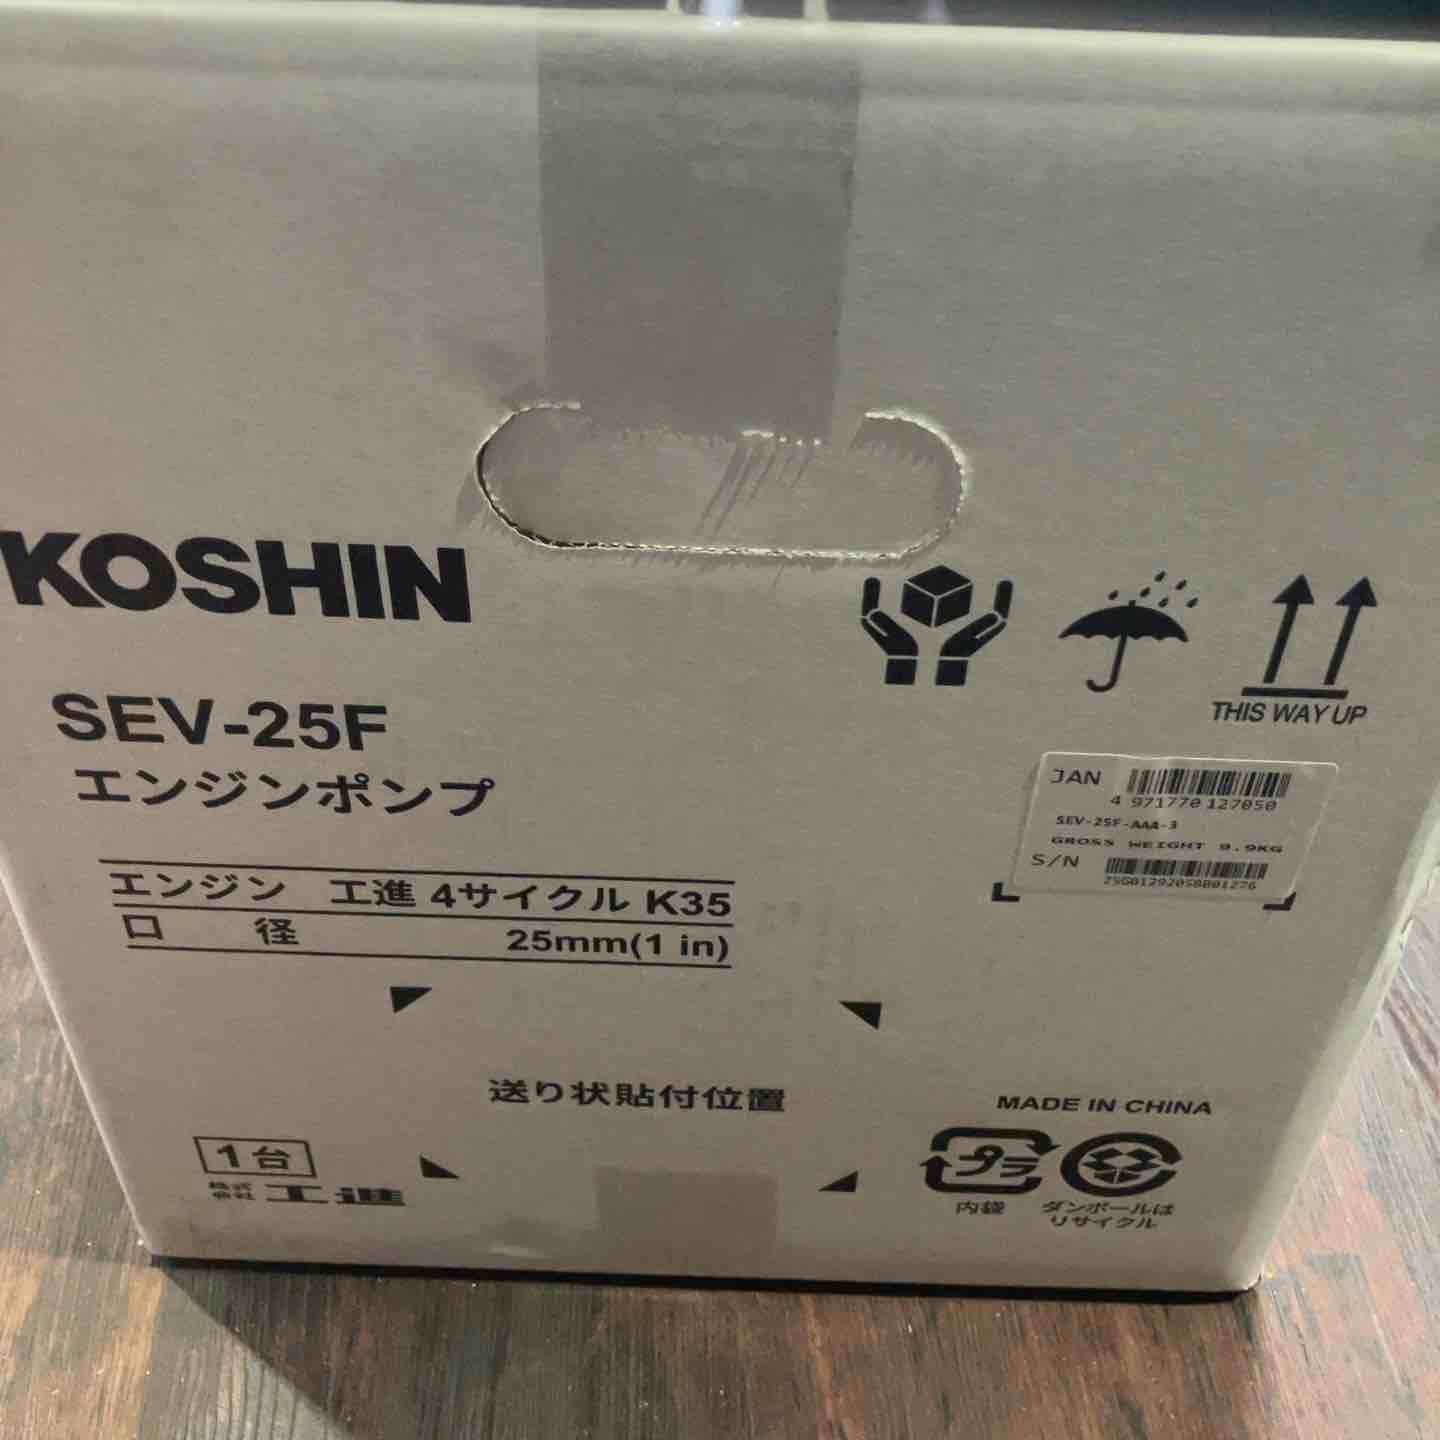 KOSHIN
SEV-25F
エンジンポンプ
エンジン 工進 4サイクル K35
口径 25mm(1 in)
THIS WAY UP
JAN
4 971770 127050
SEV-25F-AAA-3
GROSS WEIGHT 9.9KG
S/N
送り状貼付位置
1台
株式会社 工進
MADE IN CHINA
プラ
内袋
ダンボールは
リサイクル